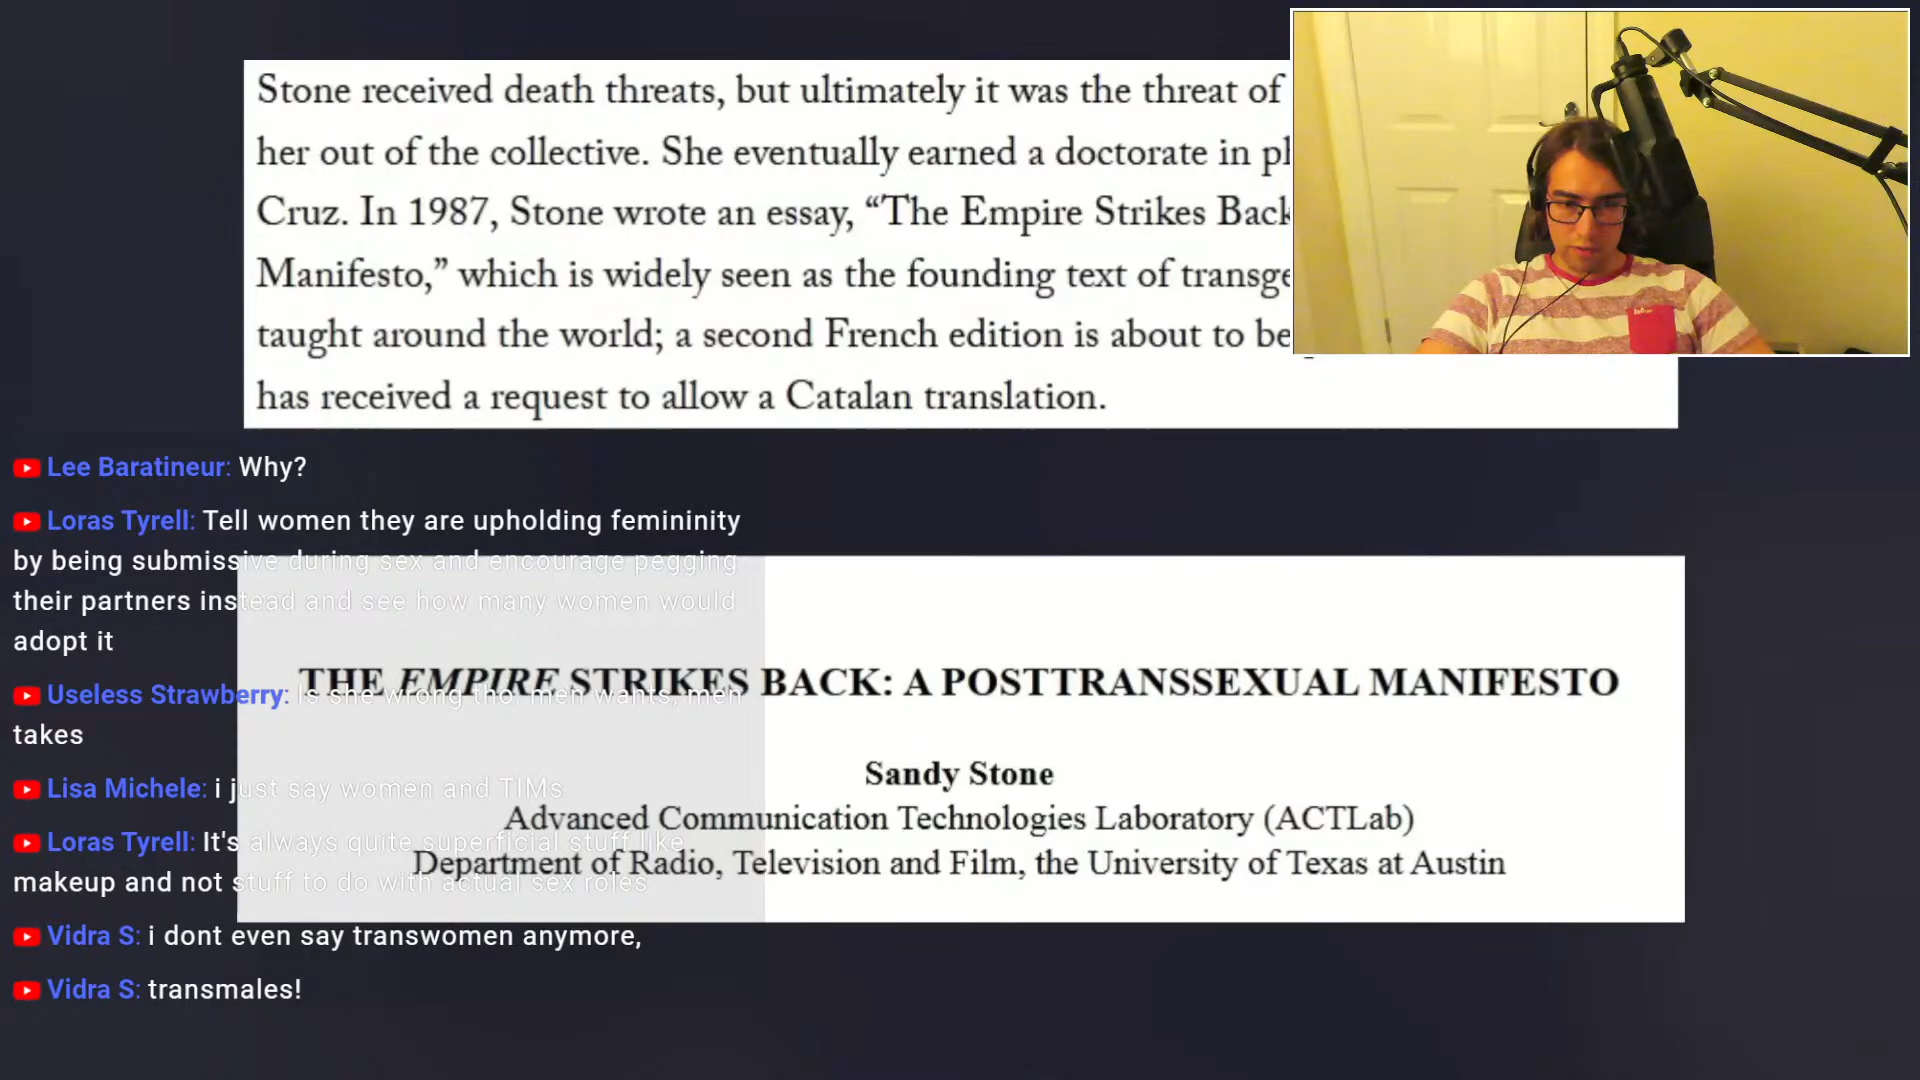 Stone received death threats, but ultimately it was the threat of
her out of the collective. She eventually earned a doctorate in
Cruz. In 1987, Stone wrote an essay, “The Empire Strikes Back
Manifesto,” which is widely seen as the founding text of
taught around the world; a second French edition is about to be
has received a request to allow a Catalan translation.
Lee Baratineur: Why?
Loras Tyrell: Tell women they are upholding femininity
by being submissive during sex and encourage pegging
their partners instead and see how many women would
adopt it
Useless Strawberry: Is she wrong tho. men wants, men
takes
Lisa Michele: i just say women and TIMs
Loras Tyrell: It's always quite superficial stuff like
makeup and not stuff to do with actual sex roles
Vidra S: i dont even say transwomen anymore,
Vidra S: transmales!
THE EMPIRE STRIKES BACK: A POSTTRANSSEXUAL MANIFESTO
Sandy Stone
Advanced Communication Technologies Laboratory (ACTLab)
Department of Radio, Television and Film, the University of Texas at Austin